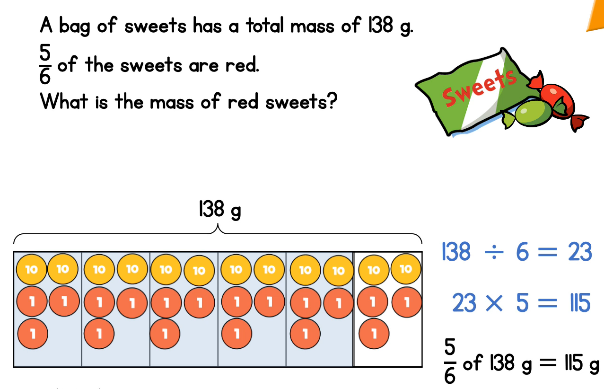 A bag of sweets has a total mass of 138 g.
5/6 of the sweets are red.
What is the mass of red sweets?
Sweets
138 g
10 10 10 10 10 10 10 10 10 10 10 10
1 1 1 1 1 1 1 1 1 1 1 1
1 1 1 1 1 1
138 ÷ 6 = 23
23 × 5 = 115
5/6 of 138 g = 115 g